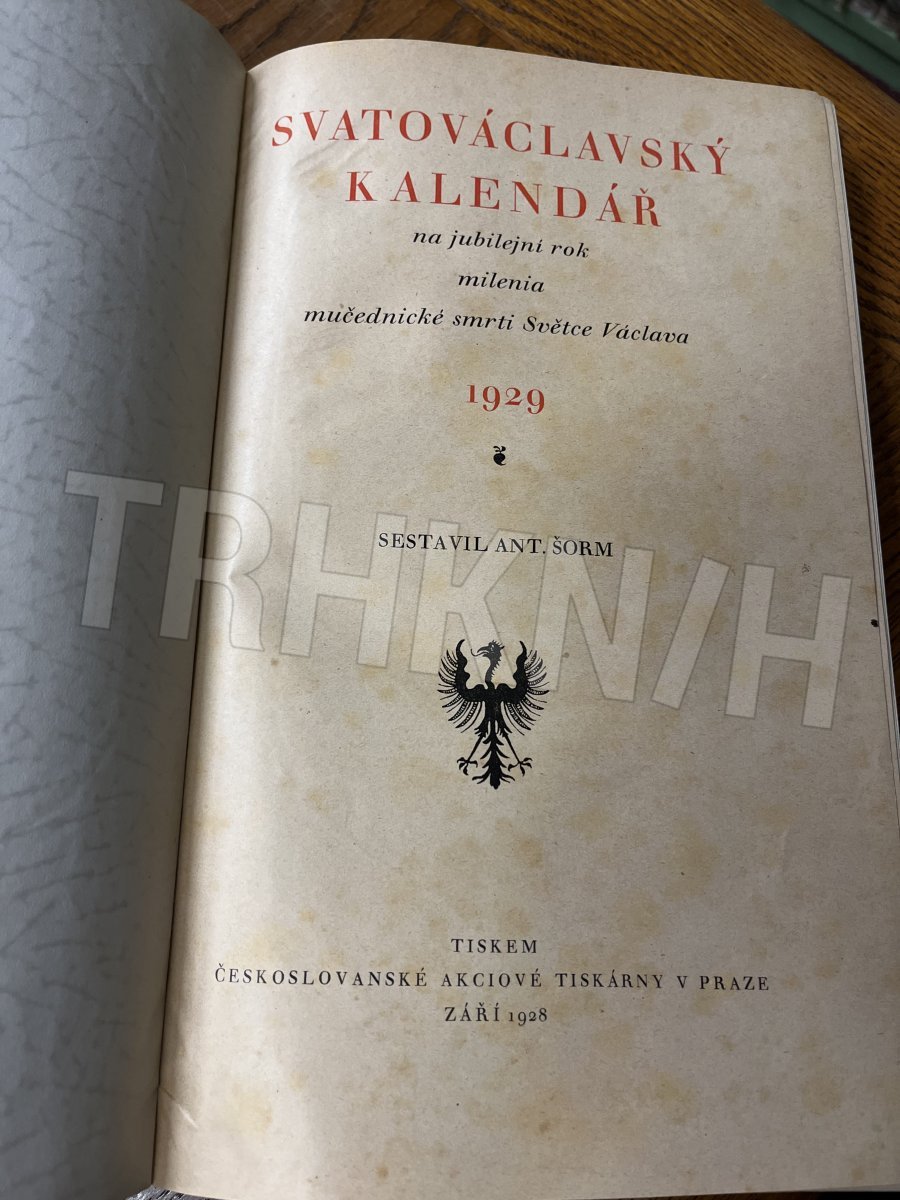 SVATOVÁCLAVSKÝ
KALENDÁŘ
na jubilejní rok
milenia
mučednické smrti Světce Václava
1929
SESTAVIL ANT. ŠORM
TRHKN/H
TISKEM
ČESKOSLOVANSKÉ AKCIOVÉ TISKÁRNY V PRAZE
ZÁŘÍ 1928